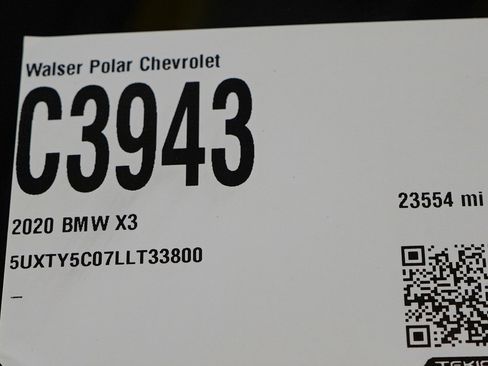 Walser Polar Chevrolet
C3943
23554 mi
2020 BMW X3
5UXTY5C07LLT33800
–